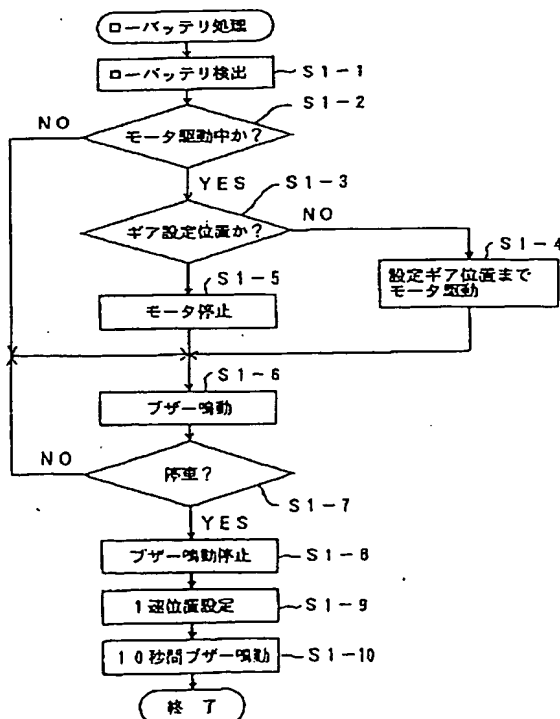 ローバッテリ処理
ローバッテリ検出
S1-1
S1-2
NO
モータ駆動中か?
YES
S1-3
ギア設定位置か?
NO
S1-4
設定ギア位置まで
モータ駆動
S1-5
モータ停止
S1-6
ブザー鳴動
NO
停車?
S1-7
YES
ブザー鳴動停止
S1-8
1速位置設定
S1-9
10秒間ブザー鳴動
S1-10
終了